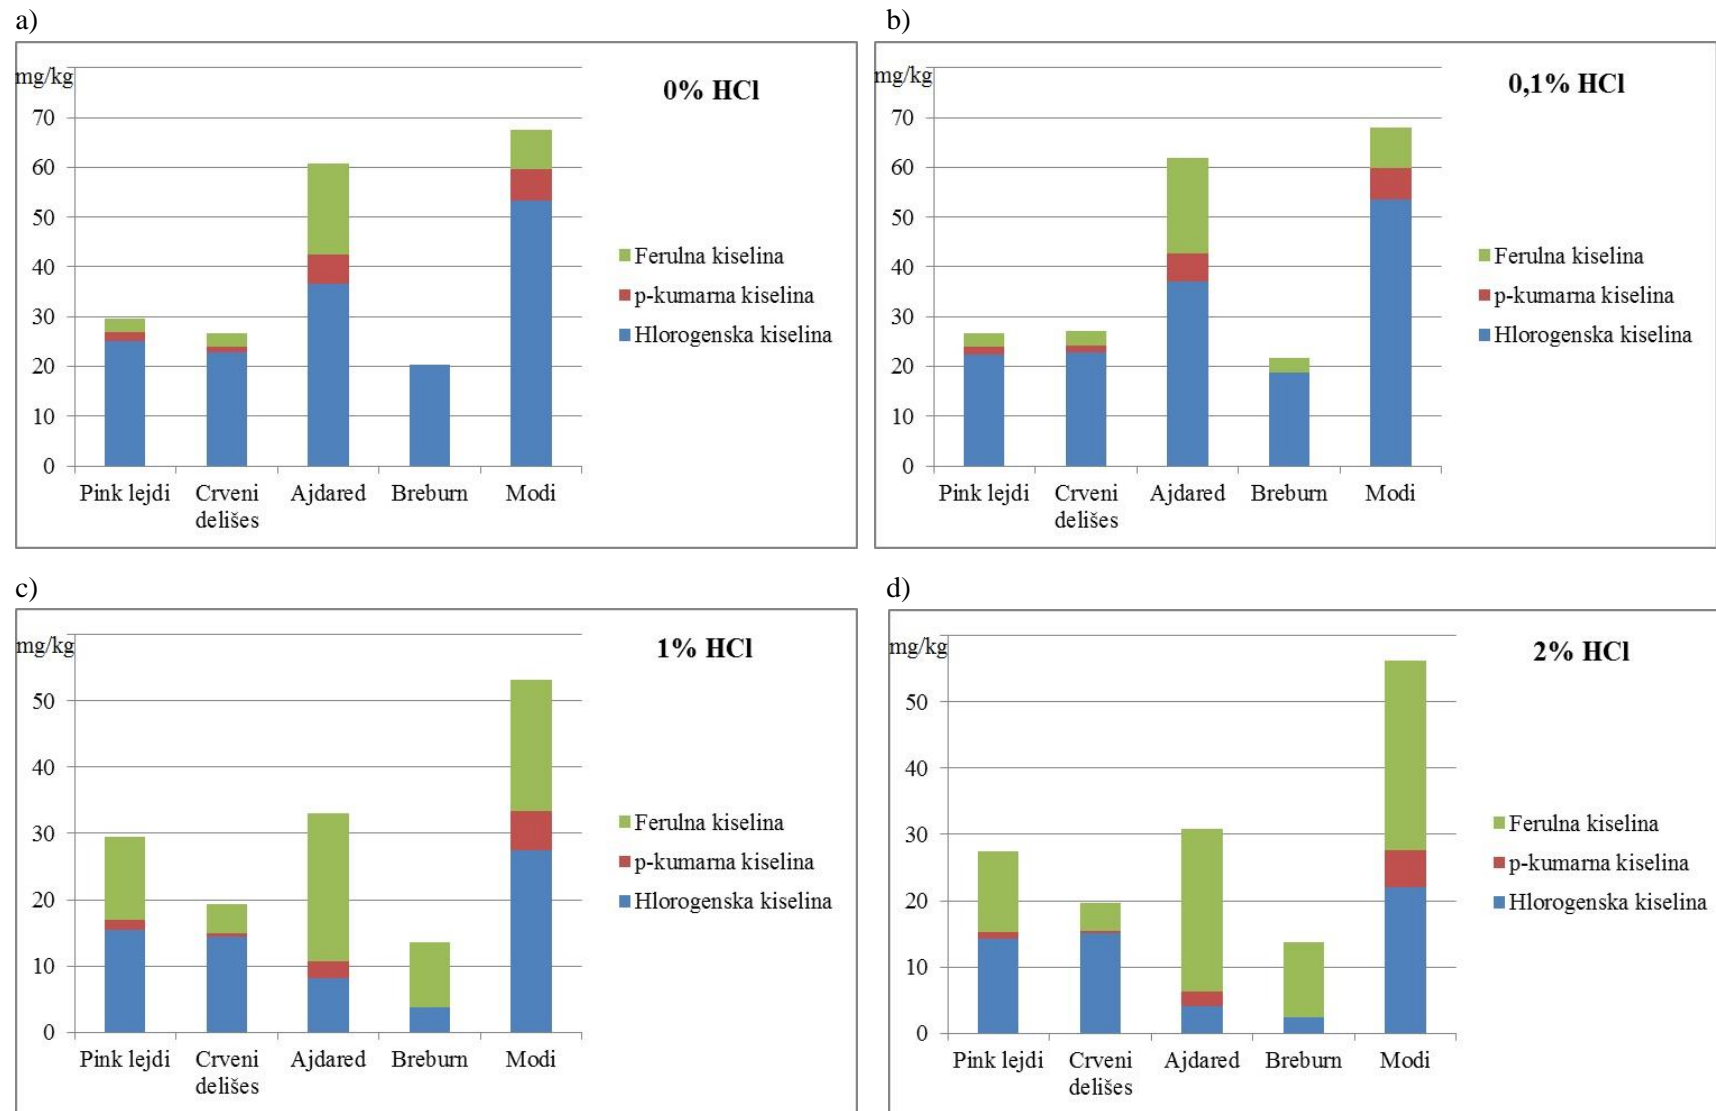 a)
mg/kg
0% HCl
70
60
50
40
30
20
10
0
Pink lejdi
Crveni
delišes
Ajdared
Breburn
Modi
Ferulna kiselina
p-kumarna kiselina
Hlorogenska kiselina
b)
mg/kg
0,1% HCl
70
60
50
40
30
20
10
0
Pink lejdi
Crveni
delišes
Ajdared
Breburn
Modi
Ferulna kiselina
p-kumarna kiselina
Hlorogenska kiselina
c)
mg/kg
1% HCl
50
40
30
20
10
0
Pink lejdi
Crveni
delišes
Ajdared
Breburn
Modi
Ferulna kiselina
p-kumarna kiselina
Hlorogenska kiselina
d)
mg/kg
2% HCl
50
40
30
20
10
0
Pink lejdi
Crveni
delišes
Ajdared
Breburn
Modi
Ferulna kiselina
p-kumarna kiselina
Hlorogenska kiselina